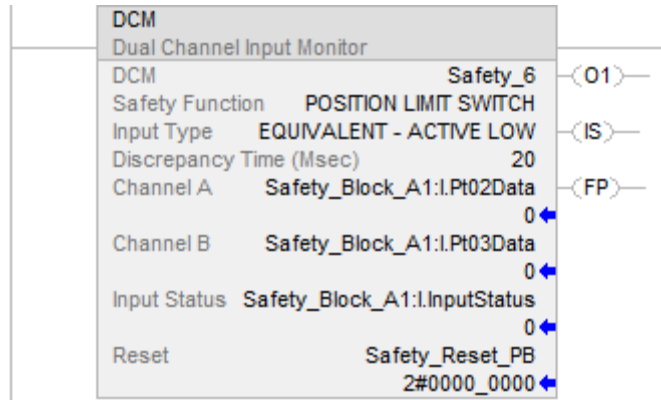 DCM
Dual Channel Input Monitor
DCM Safety_6 (O1)
Safety Function POSITION LIMIT SWITCH
Input Type EQUIVALENT - ACTIVE LOW (IS)
Discrepancy Time (Msec) 20
Channel A Safety_Block_A1:I.Pt02Data (FP)
0
Channel B Safety_Block_A1:I.Pt03Data
0
Input Status Safety_Block_A1:I.InputStatus
0
Reset Safety_Reset_PB
2#0000_0000